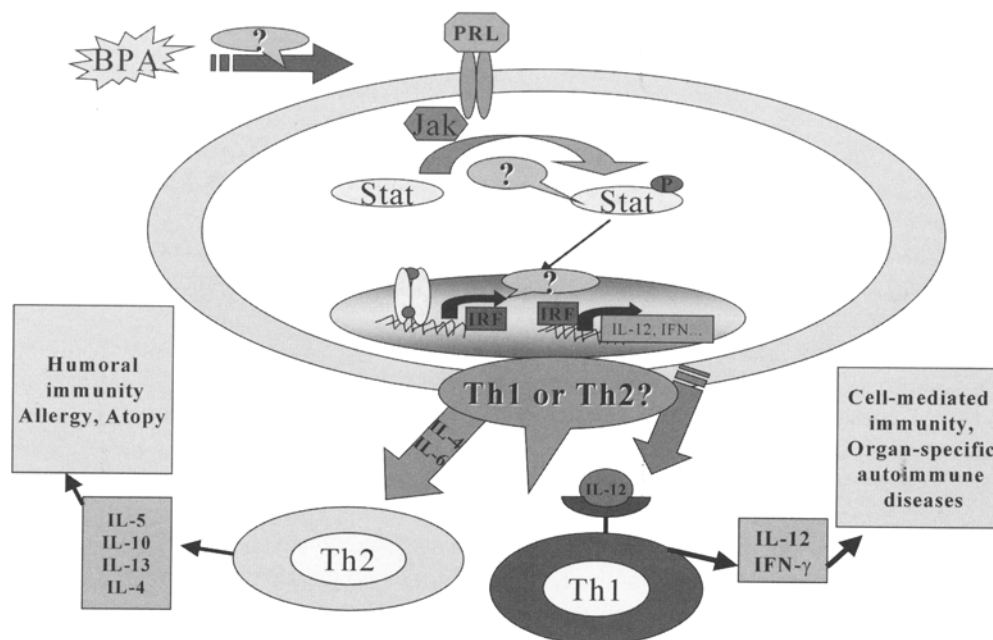 BPA
?
PRL
Jak
Stat
?
Stat
P
?
IRF
IRF
IL-12, IFN...
Th1 or Th2?
IL-4
IL-6
Humoral
immunity
Allergy, Atopy
IL-5
IL-10
IL-13
IL-4
Th2
IL-12
Th1
IL-12
IFN-γ
Cell-mediated
immunity,
Organ-specific
autoimmune
diseases